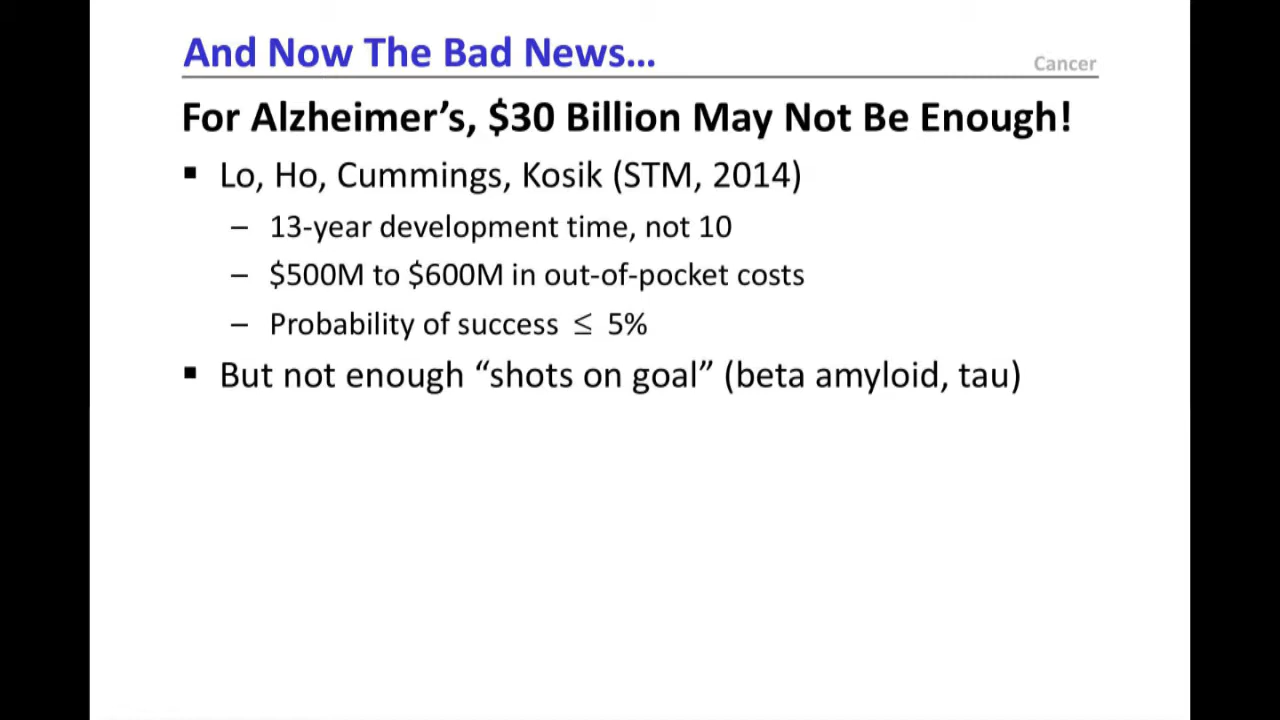 And Now The Bad News...
Cancer
For Alzheimer's, $30 Billion May Not Be Enough!
▪ Lo, Ho, Cummings, Kosik (STM, 2014)
– 13-year development time, not 10
– $500M to $600M in out-of-pocket costs
– Probability of success ≤ 5%
▪ But not enough “shots on goal” (beta amyloid, tau)